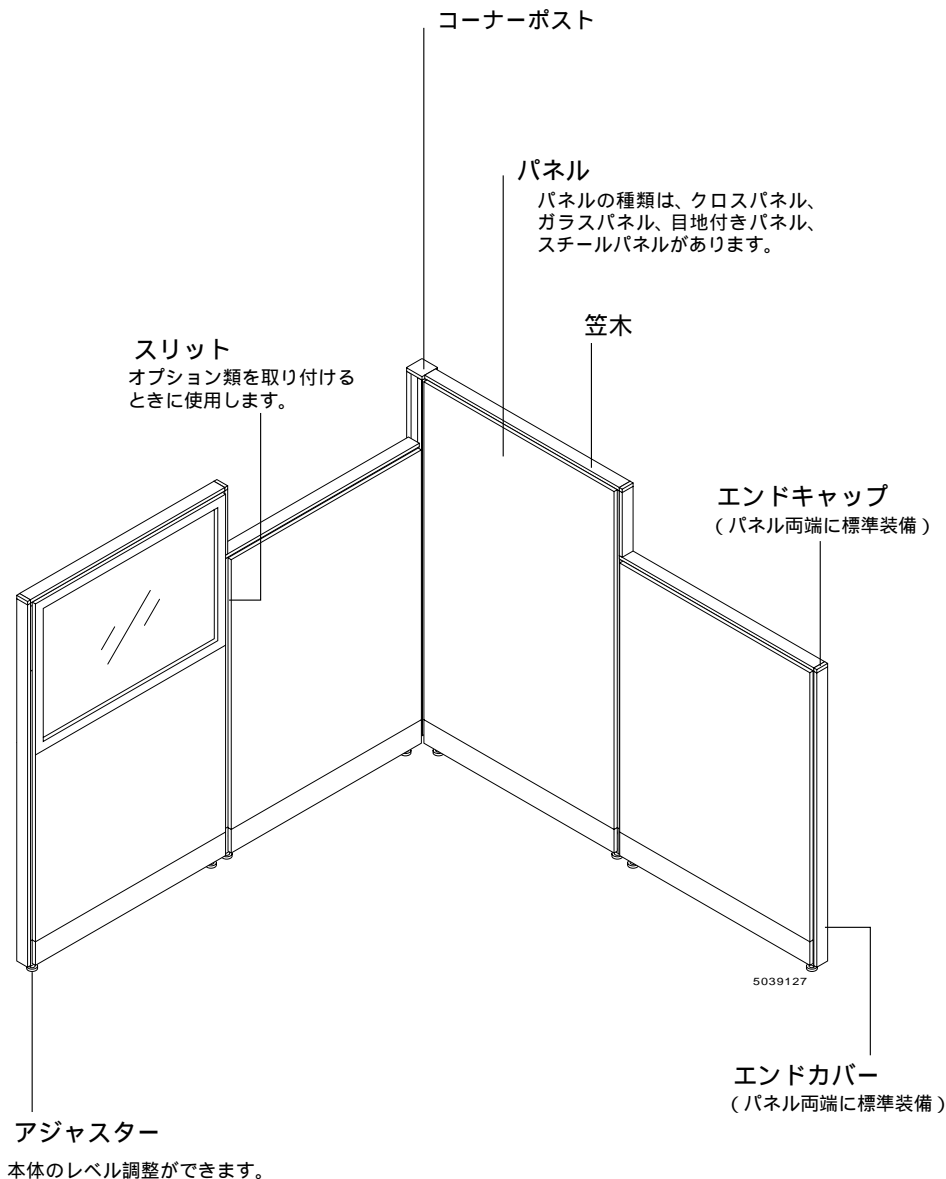 コーナーポスト
パネル
パネルの種類は、クロスパネル、
ガラスパネル、目地付きパネル、
スチールパネルがあります。
笠木
スリット
オプション類を取り付ける
ときに使用します。
エンドキャップ
(パネル両端に標準装備)
5039127
エンドカバー
(パネル両端に標準装備)
アジャスター
本体のレベル調整ができます。